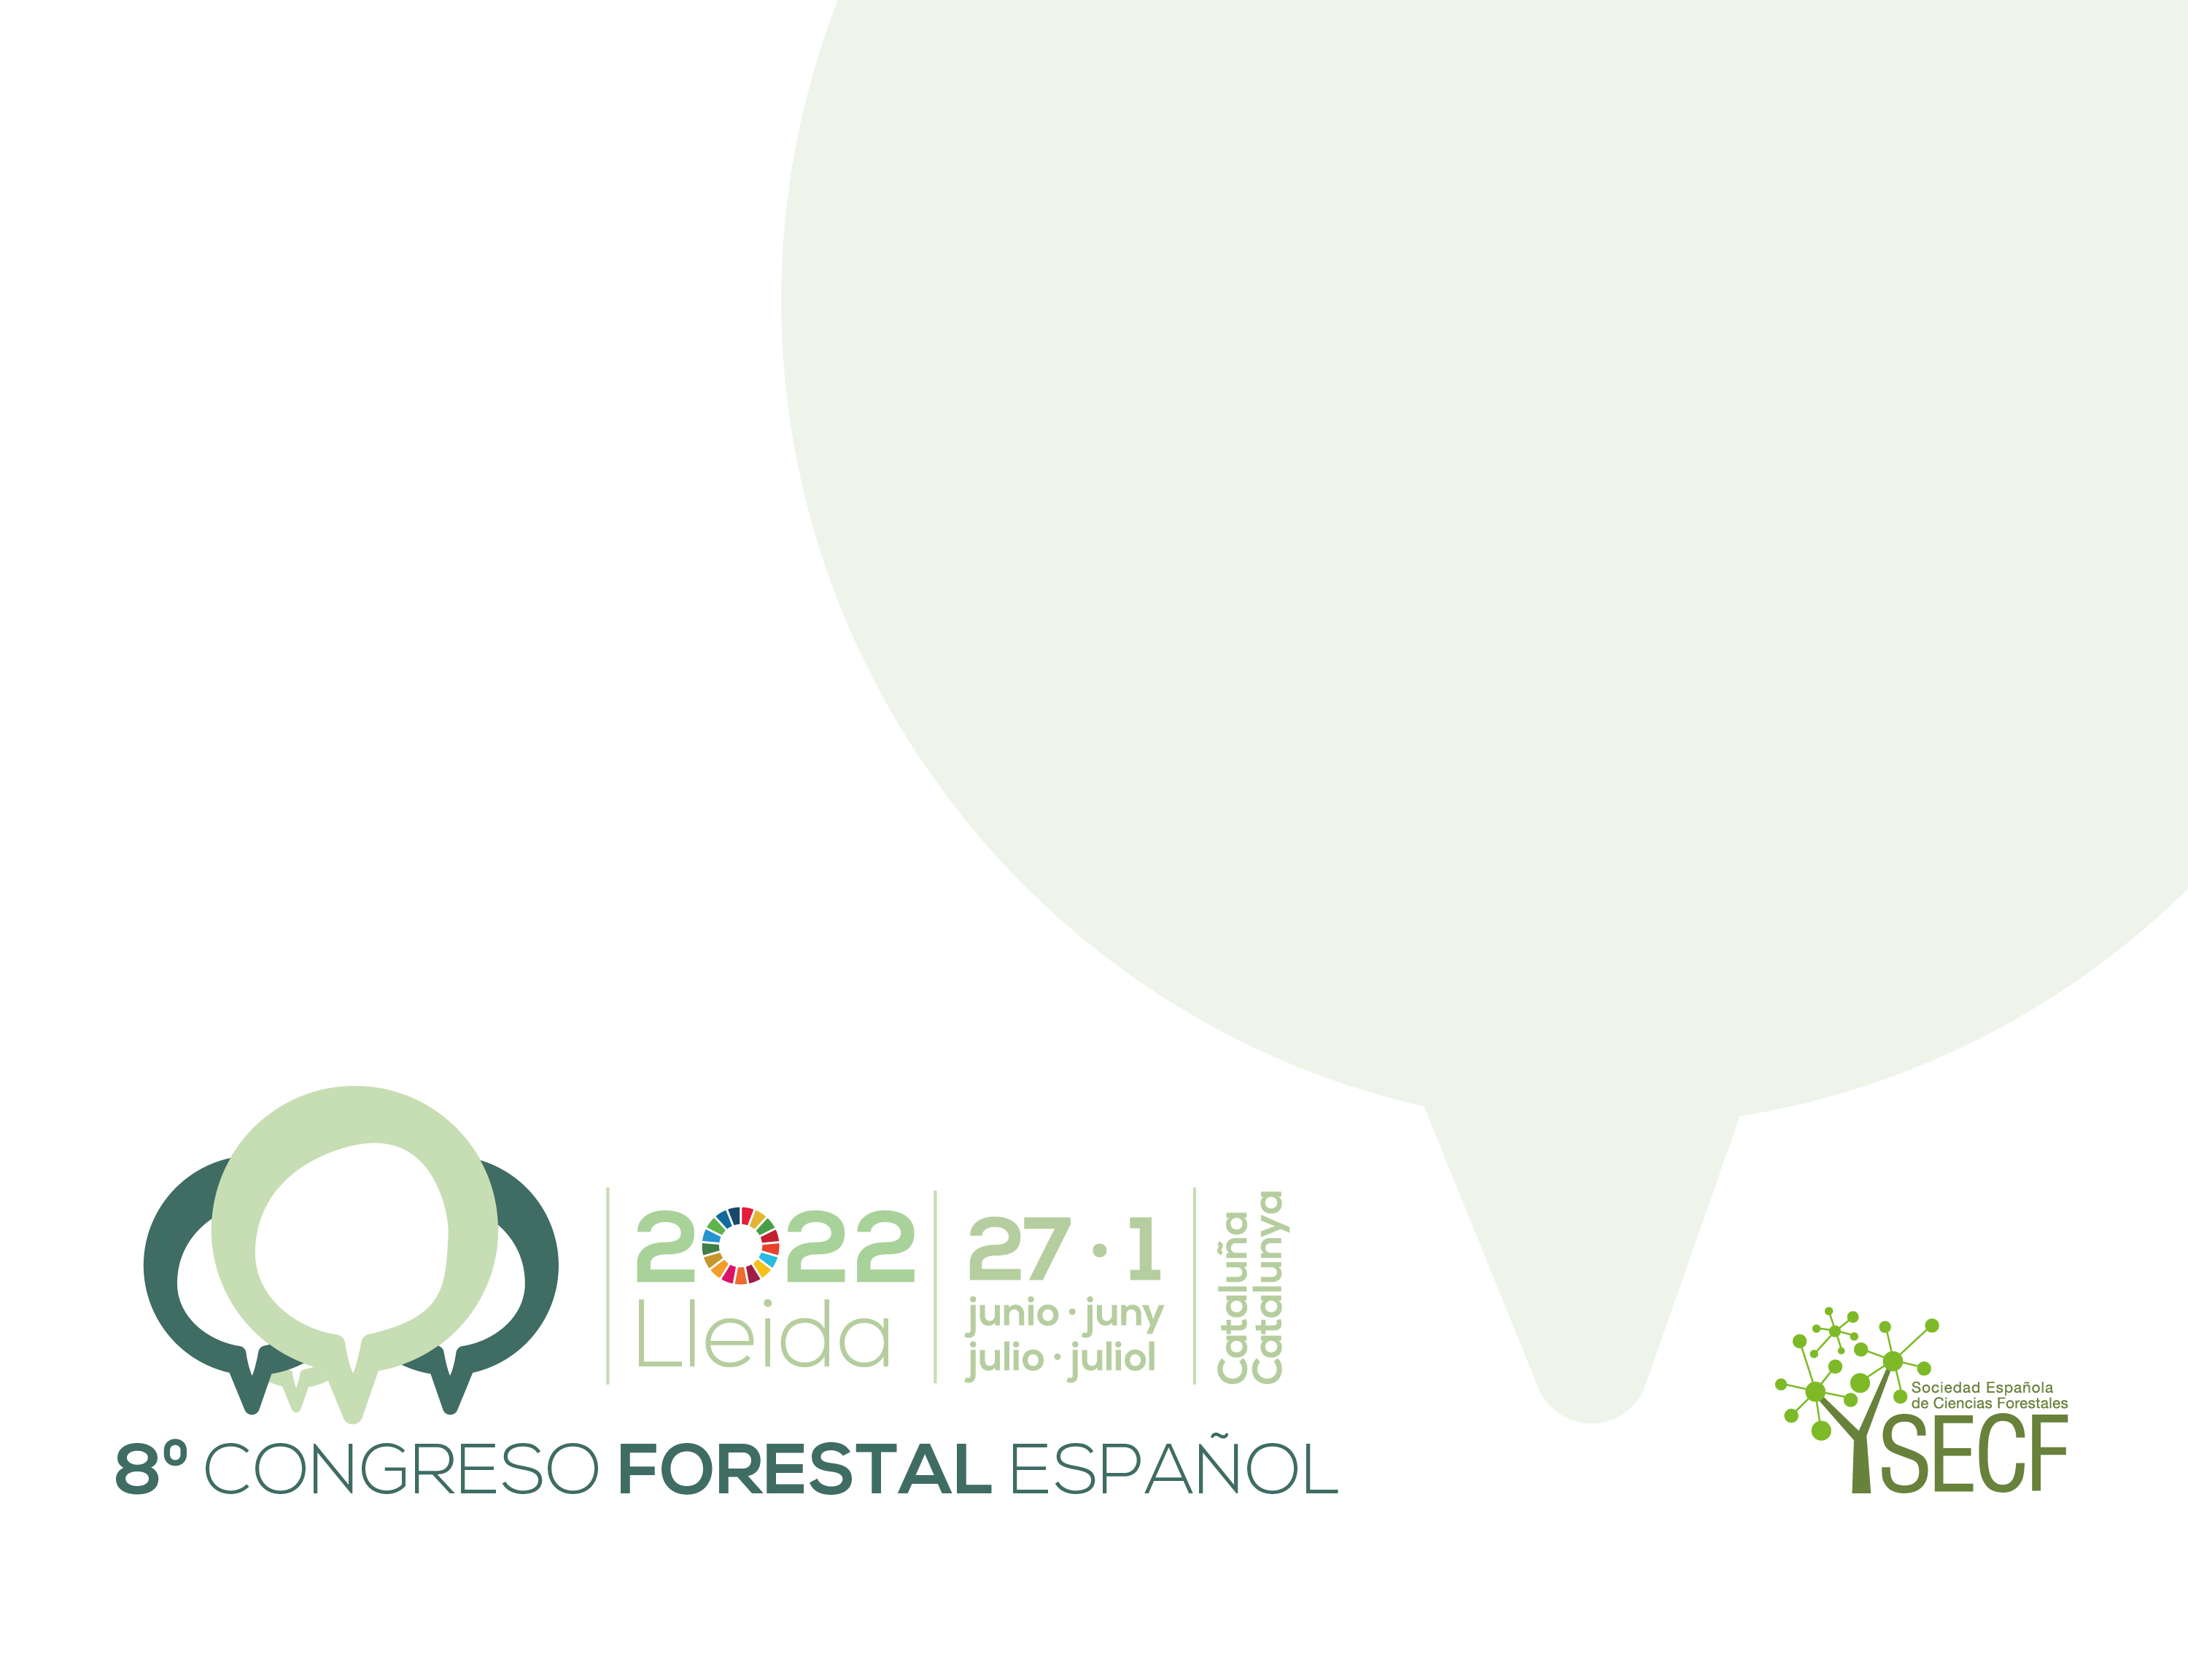 2022
Lleida
27·1
junio·juny
julio·juliol
cataluña
catalunya
8º CONGRESO FORESTAL ESPAÑOL
Sociedad Española
de Ciencias Forestales
SECF